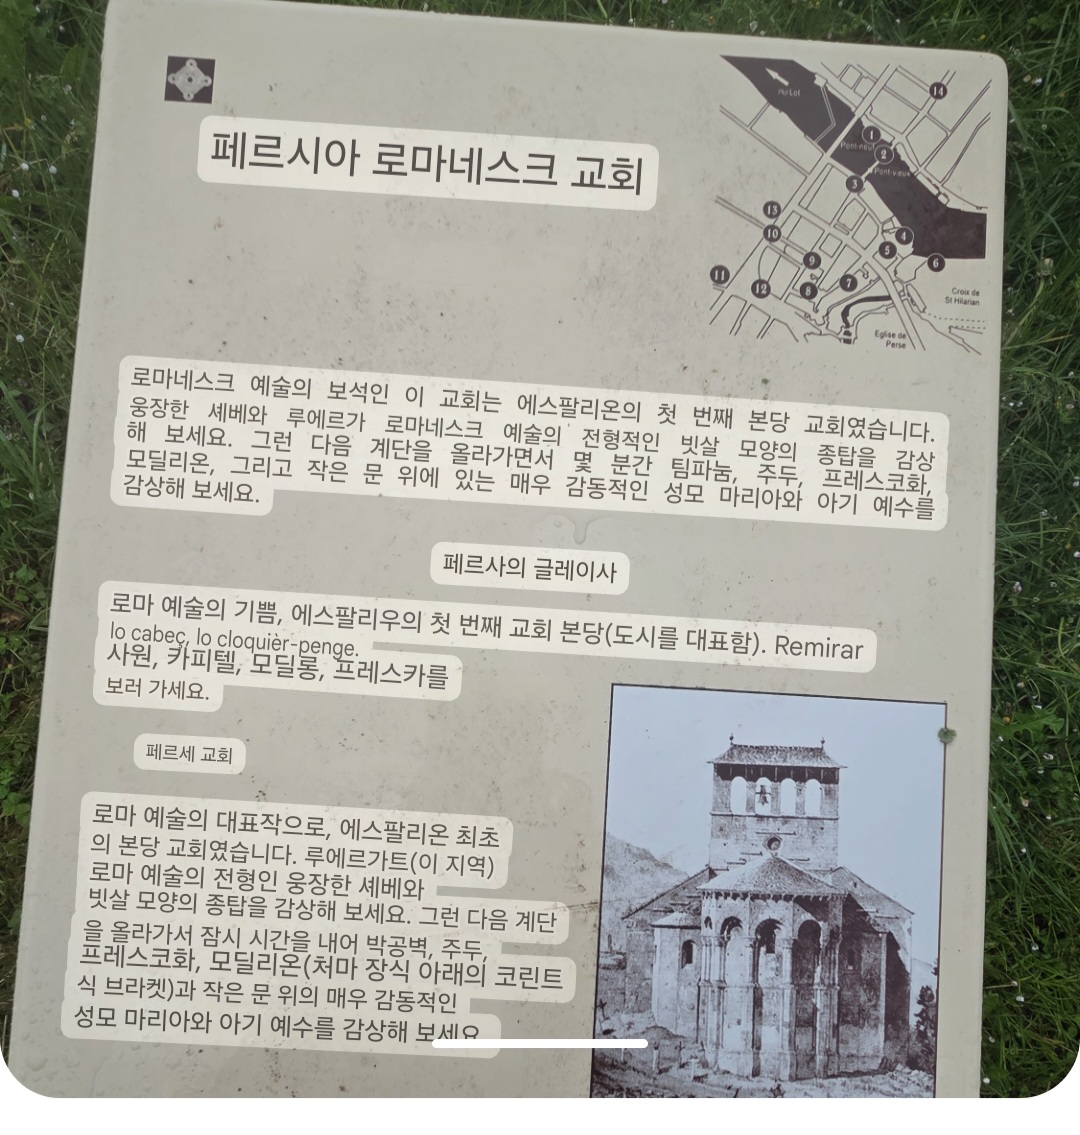 페르시아 로마네스크 교회
au Lot
Pont-neuf
Pont-vieux
14
1
2
3
13
10
4
5
9
6
11
12
8
7
Croix de
St Hilarian
Eglise de
Perse
로마네스크 예술의 보석인 이 교회는 에스팔리온의 첫 번째 본당 교회였습니다.
웅장한 셰베와 루에르가 로마네스크 예술의 전형적인 빗살 모양의 종탑을 감상
해 보세요. 그런 다음 계단을 올라가면서 몇 분간 팀파눔, 주두, 프레스코화,
모딜리온, 그리고 작은 문 위에 있는 매우 감동적인 성모 마리아와 아기 예수를
감상해 보세요.
페르사의 글레이사
로마 예술의 기쁨, 에스팔리우의 첫 번째 교회 본당(도시를 대표함). Remirar
lo cabeç, lo cloquièr-penge.
사원, 카피텔, 모딜롱, 프레스카를
보러 가세요.
페르세 교회
로마 예술의 대표작으로, 에스팔리온 최초
의 본당 교회였습니다. 루에르가트(이 지역)
로마 예술의 전형인 웅장한 셰베와
빗살 모양의 종탑을 감상해 보세요. 그런 다음 계단
을 올라가서 잠시 시간을 내어 박공벽, 주두,
프레스코화, 모딜리온(처마 장식 아래의 코린트
식 브라켓)과 작은 문 위의 매우 감동적인
성모 마리아와 아기 예수를 감상해 보세요